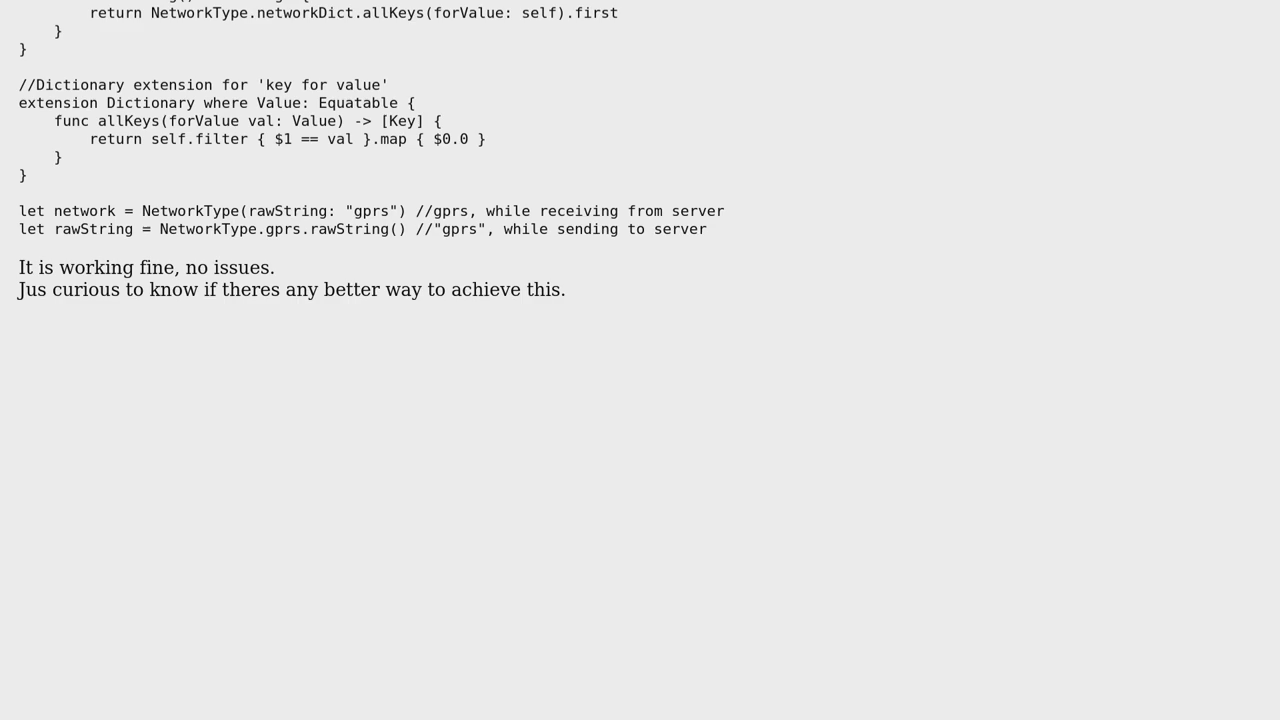 return NetworkType.networkDict.allKeys(forValue: self).first
    }
}
//Dictionary extension for 'key for value'
extension Dictionary where Value: Equatable {
    func allKeys(forValue val: Value) -> [Key] {
        return self.filter { $1 == val }.map { $0.0 }
    }
}
let network = NetworkType(rawString: "gprs") //gprs, while receiving from server
let rawString = NetworkType.gprs.rawString() //"gprs", while sending to server
It is working fine, no issues.
Jus curious to know if theres any better way to achieve this.